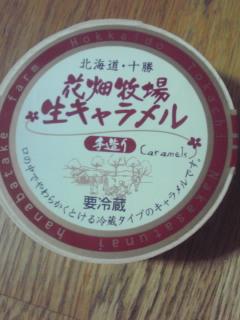 北海道・十勝
花畑牧場
生キャラメル
手造り
Caramels
口の中でやわらかくとける冷蔵タイプのキャラメルです。
要冷蔵
hanabatake farm Hokkaido Tokachi Nakasatunai